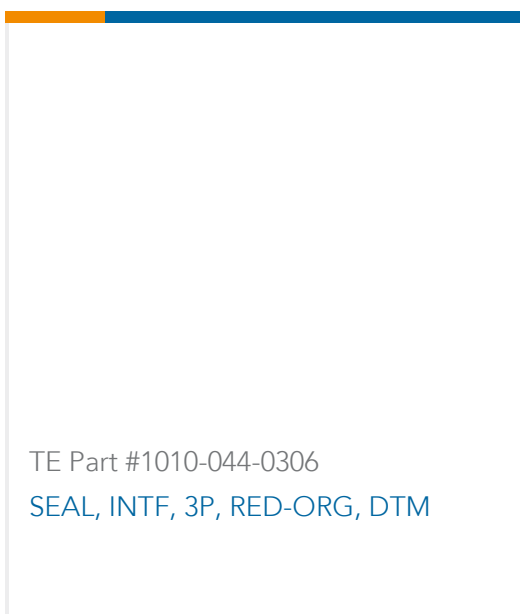 TE Part #1010-044-0306
SEAL, INTF, 3P, RED-ORG, DTM